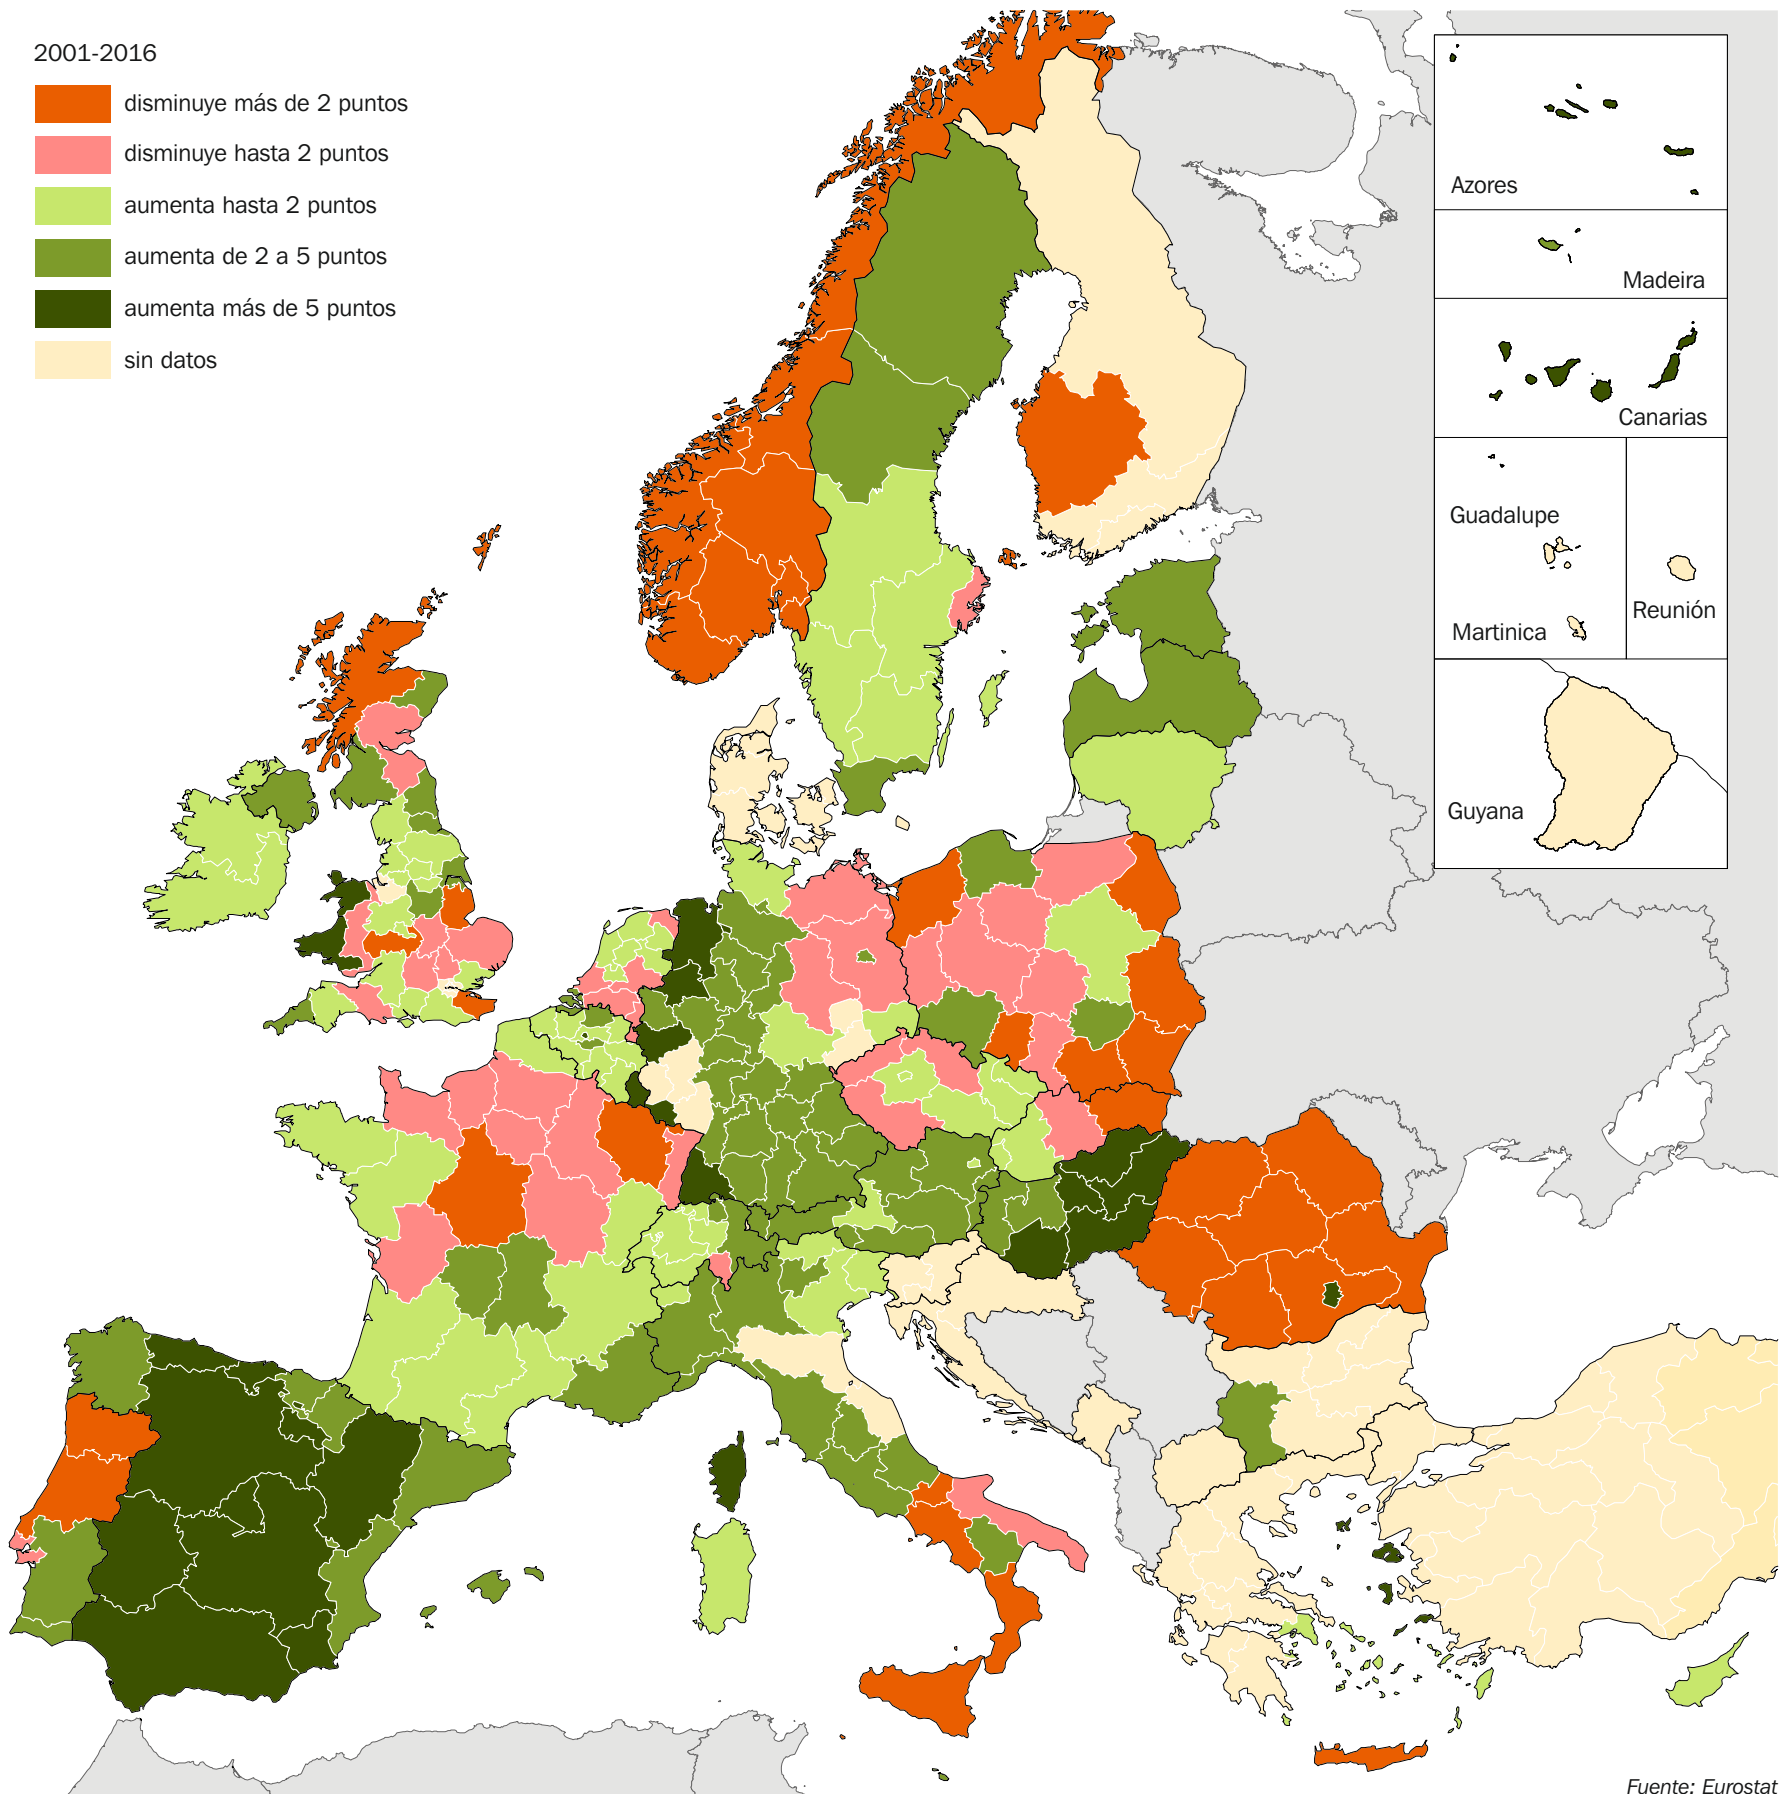 2001-2016
disminuye más de 2 puntos
disminuye hasta 2 puntos
aumenta hasta 2 puntos
aumenta de 2 a 5 puntos
aumenta más de 5 puntos
sin datos
Azores
Madeira
Canarias
Guadalupe
Martinica
Reunión
Guyana
Fuente: Eurostat